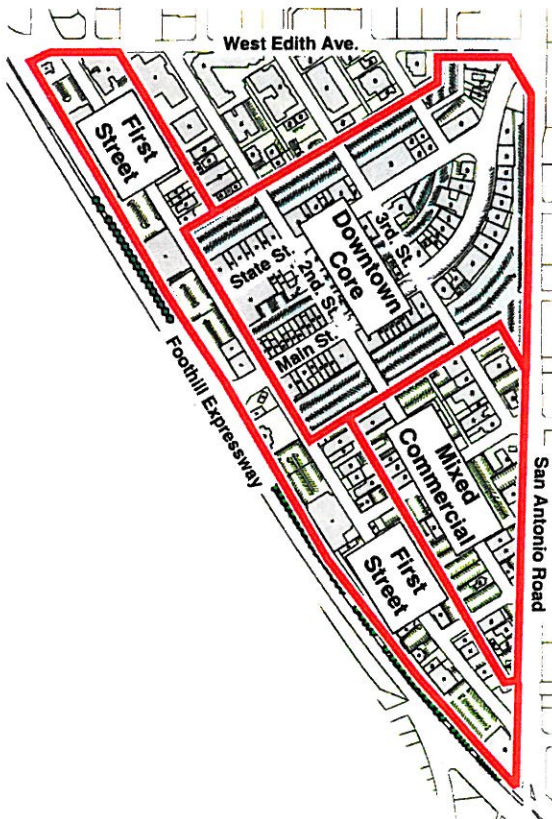 West Edith Ave.
First
Street
State St.
2nd. St.
Main St.
Downtown
Core
3rd. St.
Foothill Expressway
Mixed
Commercial
San Antonio Road
First
Street